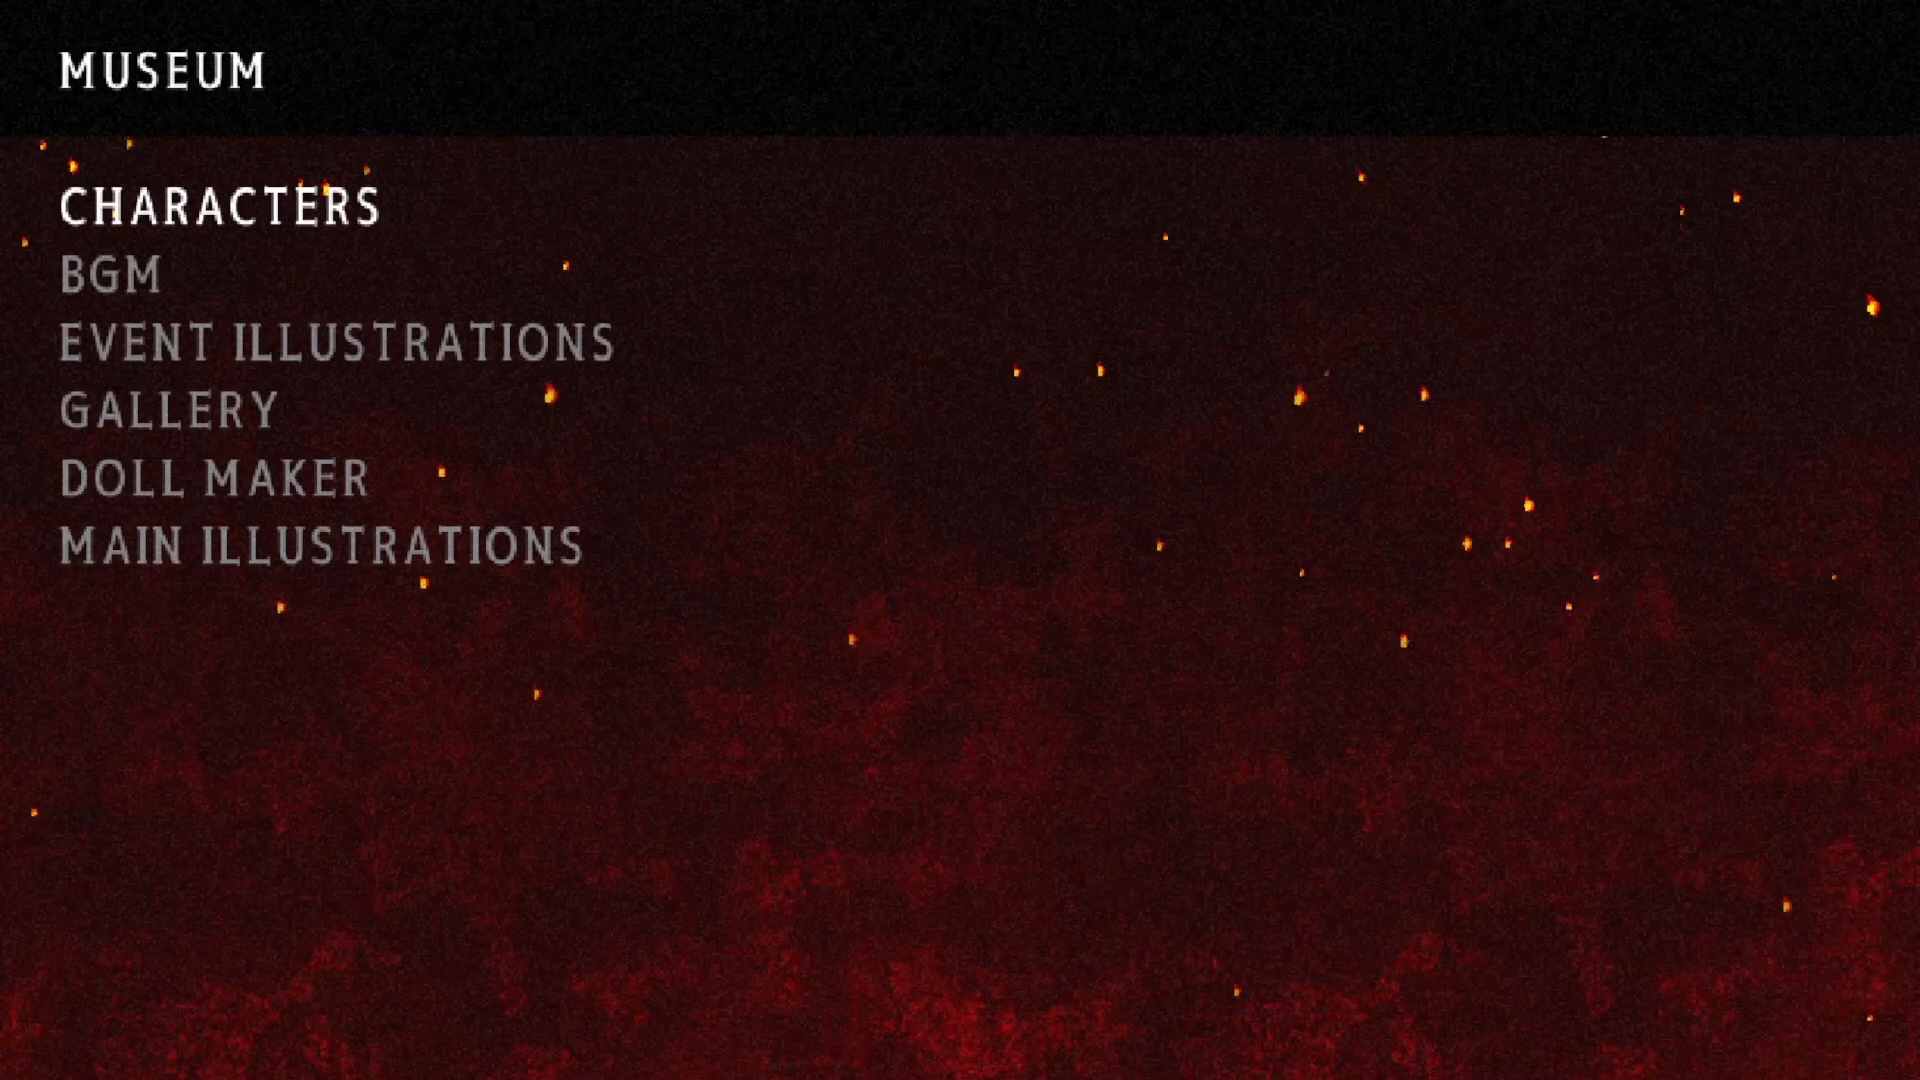 MUSEUM
CHARACTERS
BGM
EVENT ILLUSTRATIONS
GALLERY
DOLL MAKER
MAIN ILLUSTRATIONS